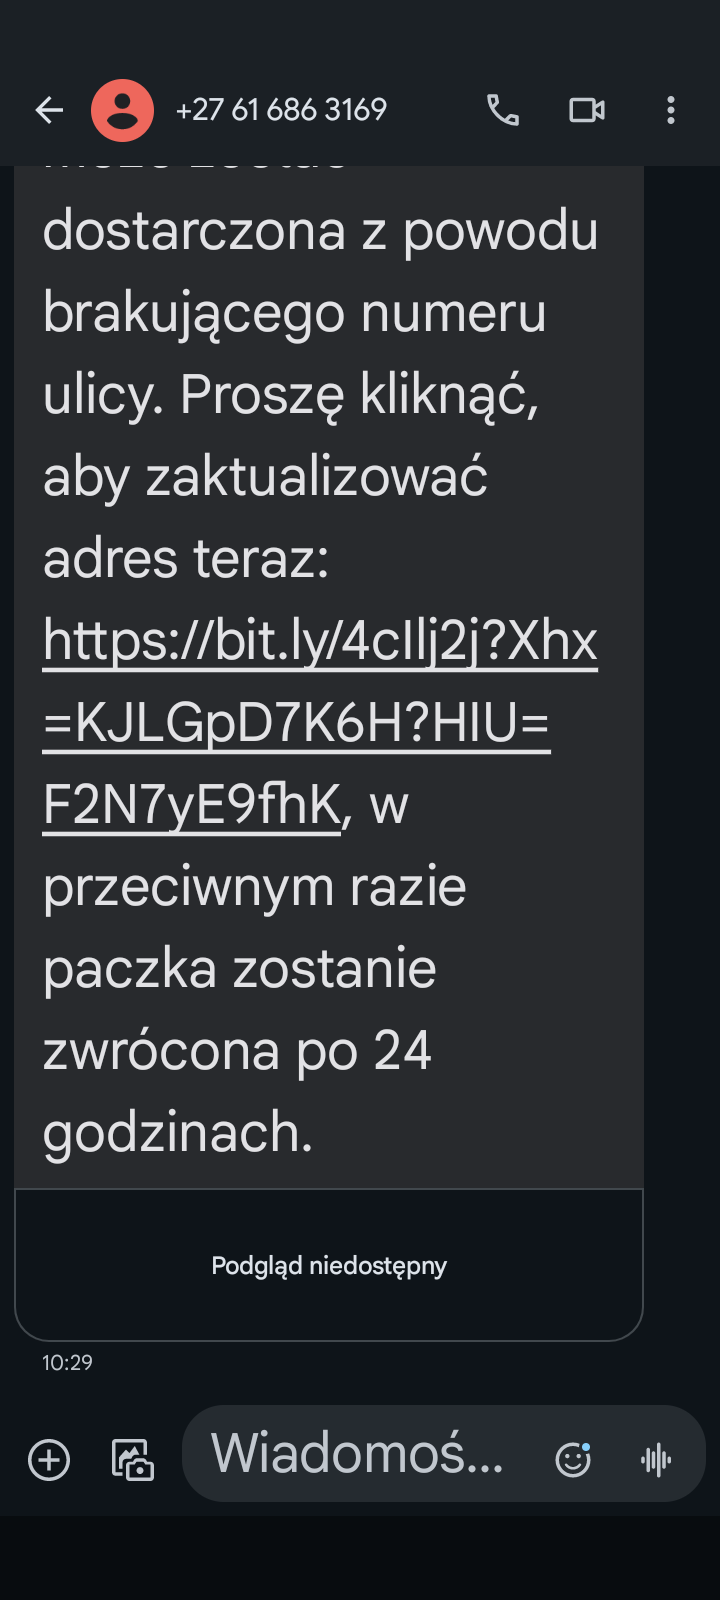 +27 61 686 3169
dostarczona z powodu
brakującego numeru
ulicy. Proszę kliknąć,
aby zaktualizować
adres teraz:
https://bit.ly/4cIlj2j?Xhx
=KJLGpD7K6H?HIU=
F2N7yE9fhK, w
przeciwnym razie
paczka zostanie
zwrócona po 24
godzinach.
Podgląd niedostępny
10:29
Wiadomoś...